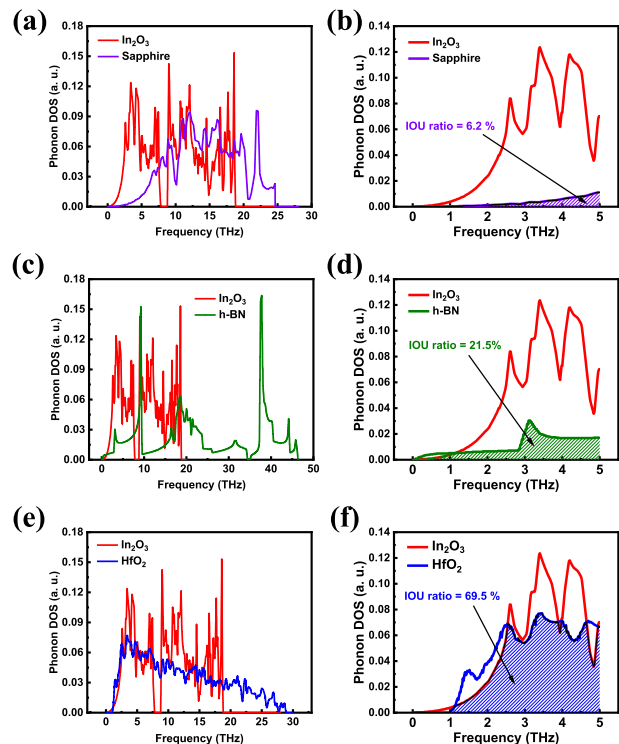 (a)
Phonon DOS (a. u.)
0.18
0.15
0.12
0.09
0.06
0.03
0.00
In₂O₃
Sapphire
0 5 10 15 20 25 30
Frequency (THz)
(b)
Phonon DOS (a. u.)
0.14
0.12
0.10
0.08
0.06
0.04
0.02
0.00
In₂O₃
Sapphire
IOU ratio = 6.2 %
0 1 2 3 4 5
Frequency (THz)
(c)
Phonon DOS (a. u.)
0.18
0.15
0.12
0.09
0.06
0.03
0.00
In₂O₃
h-BN
0 10 20 30 40 50
Frequency (THz)
(d)
Phonon DOS (a. u.)
0.14
0.12
0.10
0.08
0.06
0.04
0.02
0.00
In₂O₃
h-BN
IOU ratio = 21.5%
0 1 2 3 4 5
Frequency (THz)
(e)
Phonon DOS (a. u.)
0.18
0.15
0.12
0.09
0.06
0.03
0.00
In₂O₃
HfO₂
0 5 10 15 20 25 30
Frequency (THz)
(f)
Phonon DOS (a. u.)
0.14
0.12
0.10
0.08
0.06
0.04
0.02
0.00
In₂O₃
HfO₂
IOU ratio = 69.5 %
0 1 2 3 4 5
Frequency (THz)